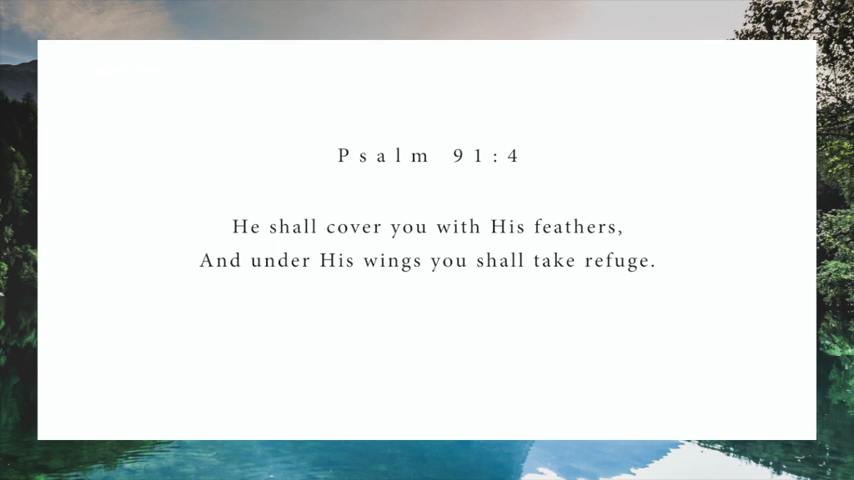 Psalm 91:4
He shall cover you with His feathers,
And under His wings you shall take refuge.